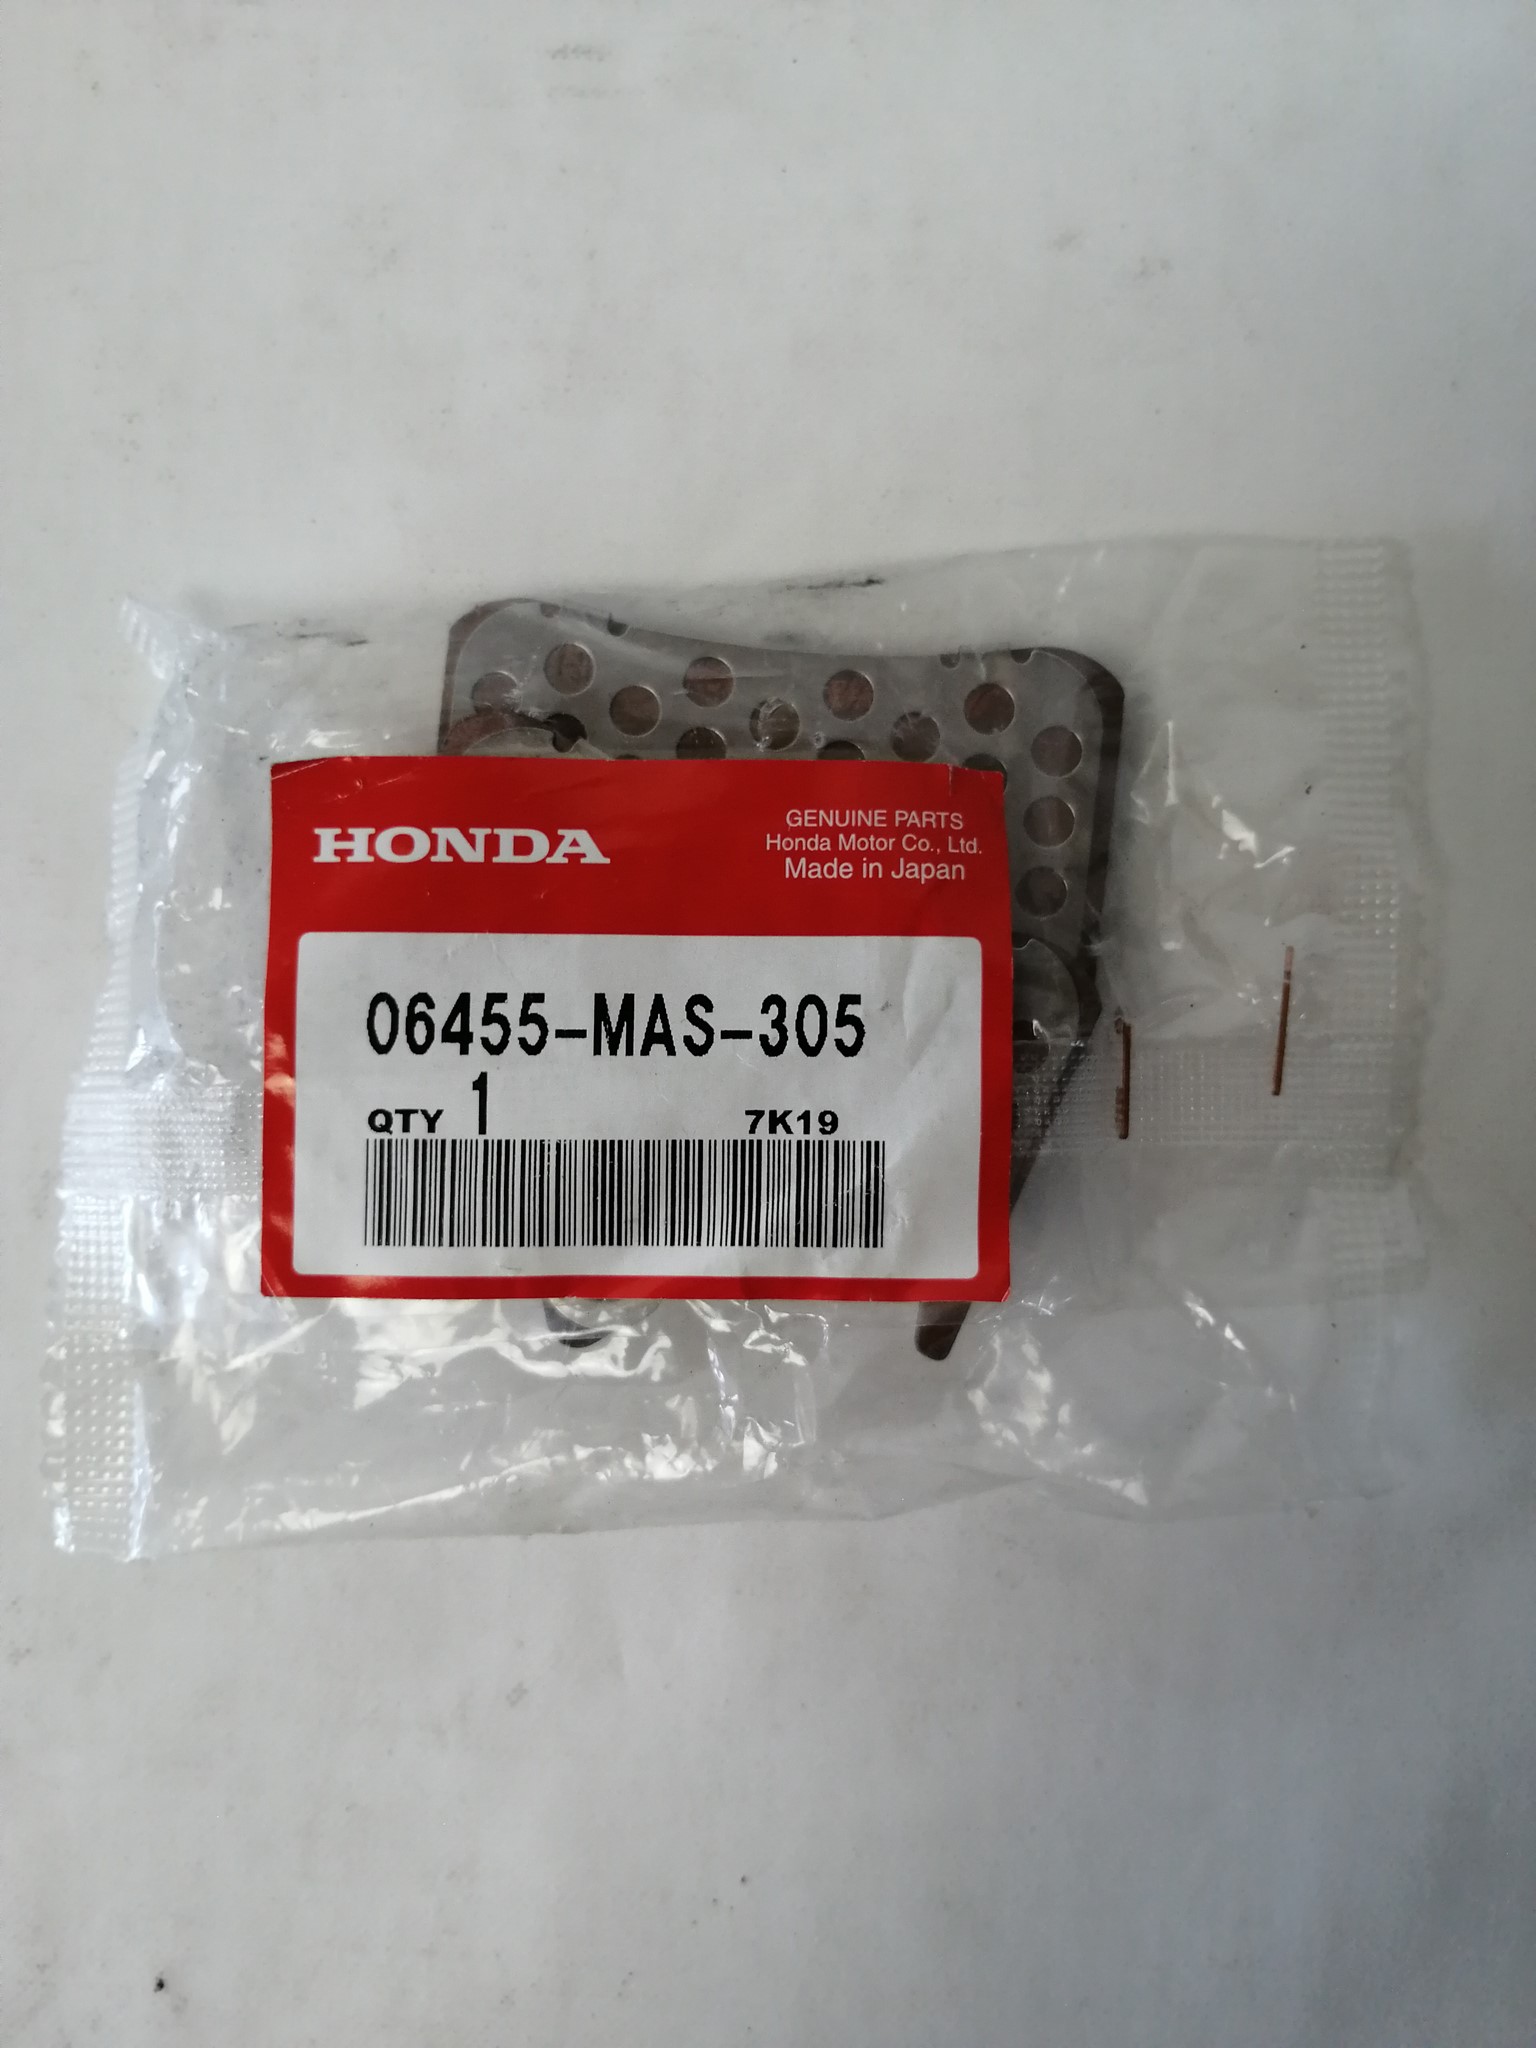 HONDA
GENUINE PARTS
Honda Motor Co., Ltd.
Made in Japan
06455-MAS-305
QTY 1 7K19